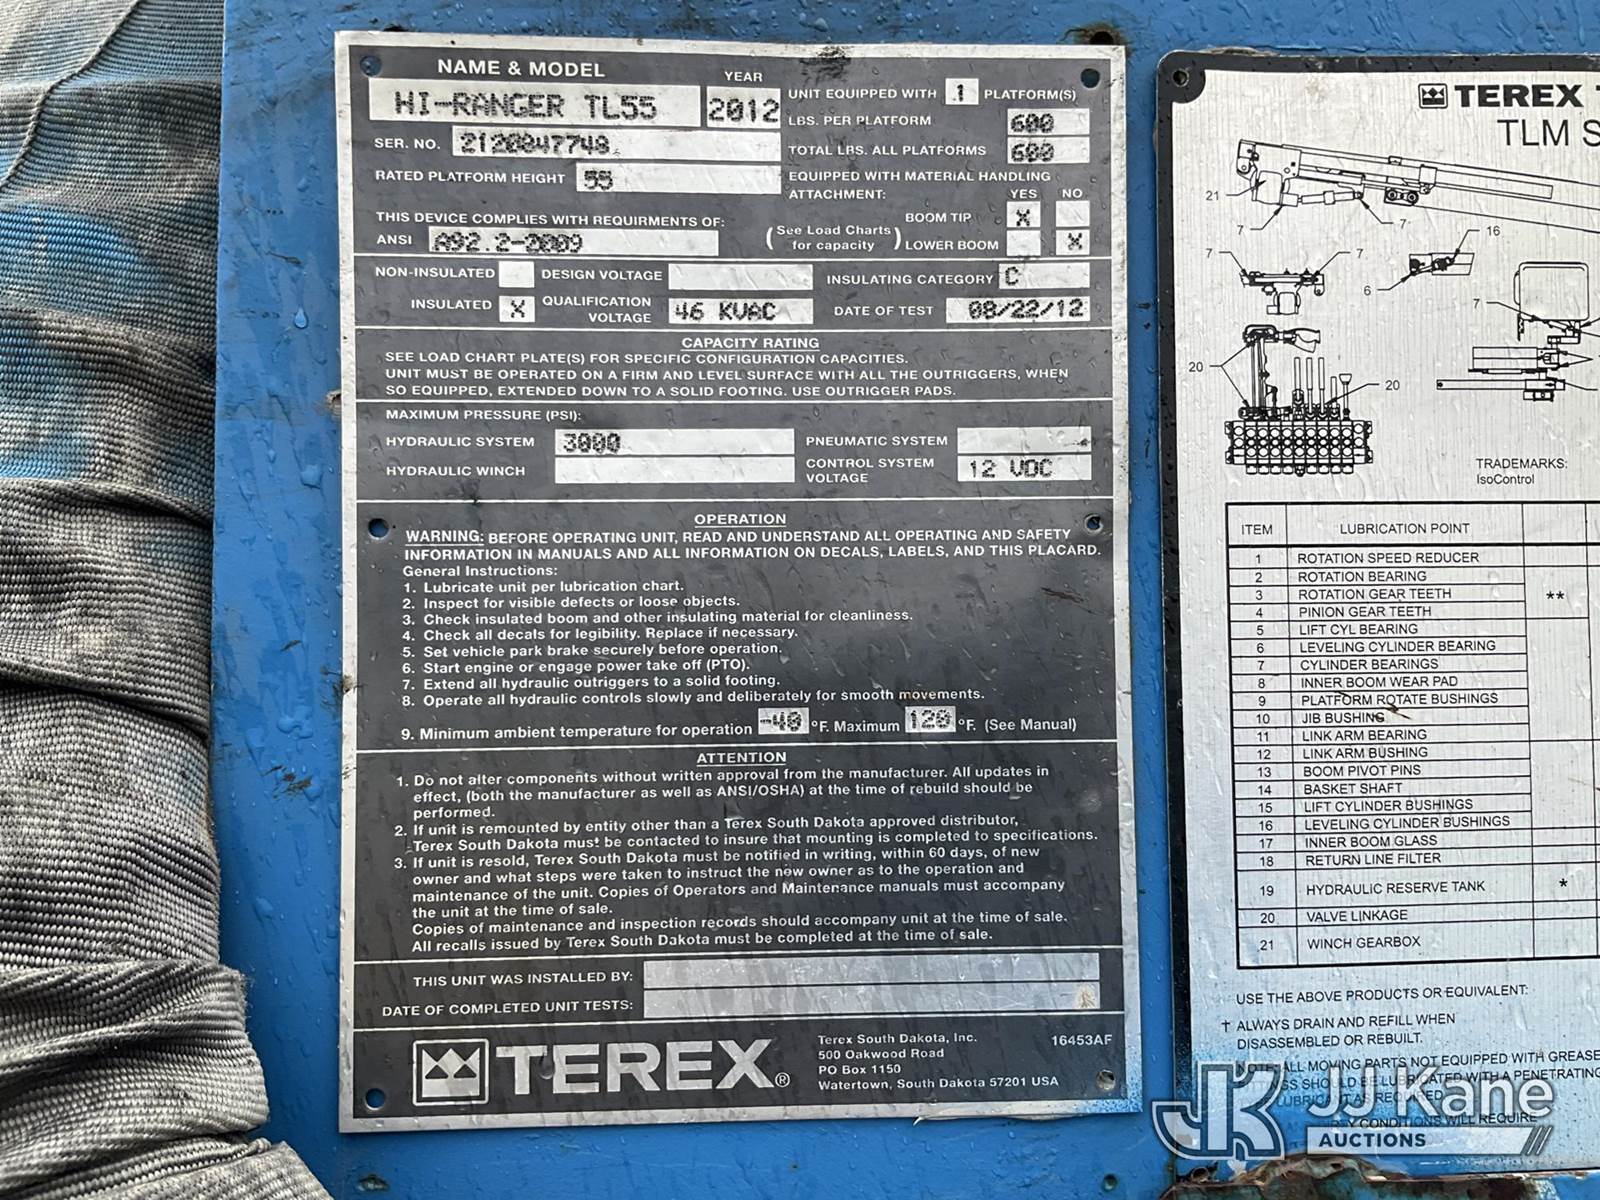 NAME & MODEL
YEAR
HI-RANGER TL55
2012
UNIT EQUIPPED WITH 1 PLATFORM(S)
LBS. PER PLATFORM 600
TOTAL LBS. ALL PLATFORMS 600
SER. NO. 2120847748
RATED PLATFORM HEIGHT 55
EQUIPPED WITH MATERIAL HANDLING
ATTACHMENT: YES NO
THIS DEVICE COMPLIES WITH REQUIRMENTS OF:
ANSI A92.2-2009
(See Load Charts
for capacity)
BOOM TIP X
LOWER BOOM X
NON-INSULATED
DESIGN VOLTAGE
INSULATING CATEGORY C
INSULATED X
QUALIFICATION
VOLTAGE 46 KVAC
DATE OF TEST 08/22/12
CAPACITY RATING
SEE LOAD CHART PLATE(S) FOR SPECIFIC CONFIGURATION CAPACITIES.
UNIT MUST BE OPERATED ON A FIRM AND LEVEL SURFACE WITH ALL THE OUTRIGGERS, WHEN
SO EQUIPPED, EXTENDED DOWN TO A SOLID FOOTING. USE OUTRIGGER PADS.
MAXIMUM PRESSURE (PSI):
HYDRAULIC SYSTEM 3000
PNEUMATIC SYSTEM
HYDRAULIC WINCH
CONTROL SYSTEM
VOLTAGE 12 VDC
OPERATION
WARNING: BEFORE OPERATING UNIT, READ AND UNDERSTAND ALL OPERATING AND SAFETY
INFORMATION IN MANUALS AND ALL INFORMATION ON DECALS, LABELS, AND THIS PLACARD.
General Instructions:
1. Lubricate unit per lubrication chart.
2. Inspect for visible defects or loose objects.
3. Check insulated boom and other insulating material for cleanliness.
4. Check all decals for legibility. Replace if necessary.
5. Set vehicle park brake securely before operation.
6. Start engine or engage power take off (PTO).
7. Extend all hydraulic outriggers to a solid footing.
8. Operate all hydraulic controls slowly and deliberately for smooth movements.
9. Minimum ambient temperature for operation -40 °F. Maximum 120 °F. (See Manual)
ATTENTION
1. Do not alter components without written approval from the manufacturer. All updates in
effect, (both the manufacturer as well as ANSI/OSHA) at the time of rebuild should be
performed.
2. If unit is remounted by entity other than a Terex South Dakota approved distributor,
Terex South Dakota must be contacted to insure that mounting is completed to specifications.
3. If unit is resold, Terex South Dakota must be notified in writing, within 60 days, of new
owner and what steps were taken to instruct the new owner as to the operation and
maintenance of the unit. Copies of Operators and Maintenance manuals must accompany
the unit at the time of sale.
Copies of maintenance and inspection records should accompany unit at the time of sale.
All recalls issued by Terex South Dakota must be completed at the time of sale.
THIS UNIT WAS INSTALLED BY:
DATE OF COMPLETED UNIT TESTS:
TEREX®
Terex South Dakota, Inc.
500 Oakwood Road
PO Box 1150
Watertown, South Dakota 57201 USA
16453AF
TEREX
TLM S
21
7
7
16
7
7
6
7
20
20
TRADEMARKS:
IsoControl
ITEM LUBRICATION POINT
1 ROTATION SPEED REDUCER
2 ROTATION BEARING
3 ROTATION GEAR TEETH **
4 PINION GEAR TEETH
5 LIFT CYL BEARING
6 LEVELING CYLINDER BEARING
7 CYLINDER BEARINGS
8 INNER BOOM WEAR PAD
9 PLATFORM ROTATE BUSHINGS
10 JIB BUSHING
11 LINK ARM BEARING
12 LINK ARM BUSHING
13 BOOM PIVOT PINS
14 BASKET SHAFT
15 LIFT CYLINDER BUSHINGS
16 LEVELING CYLINDER BUSHINGS
17 INNER BOOM GLASS
18 RETURN LINE FILTER
19 HYDRAULIC RESERVE TANK *
20 VALVE LINKAGE
21 WINCH GEARBOX
USE THE ABOVE PRODUCTS OR EQUIVALENT:
† ALWAYS DRAIN AND REFILL WHEN
DISASSEMBLED OR REBUILT.
NOTE: ALL MOVING PARTS NOT EQUIPPED WITH GREASE
SHOULD BE LUBRICATED WITH A PENETRATING
LUBRICANT AS REQUIRED
CONDITIONS WILL REQUIRE
JK JJ Kane
AUCTIONS